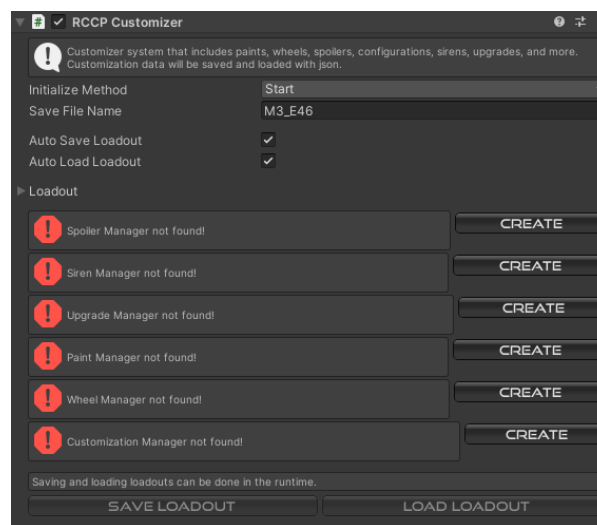 RCCP Customizer
Customizer system that includes paints, wheels, spoilers, configurations, sirens, upgrades, and more.
Customization data will be saved and loaded with json.
Initialize Method Start
Save File Name M3_E46
Auto Save Loadout
Auto Load Loadout
Loadout
Spoiler Manager not found! CREATE
Siren Manager not found! CREATE
Upgrade Manager not found! CREATE
Paint Manager not found! CREATE
Wheel Manager not found! CREATE
Customization Manager not found! CREATE
Saving and loading loadouts can be done in the runtime.
SAVE LOADOUT LOAD LOADOUT